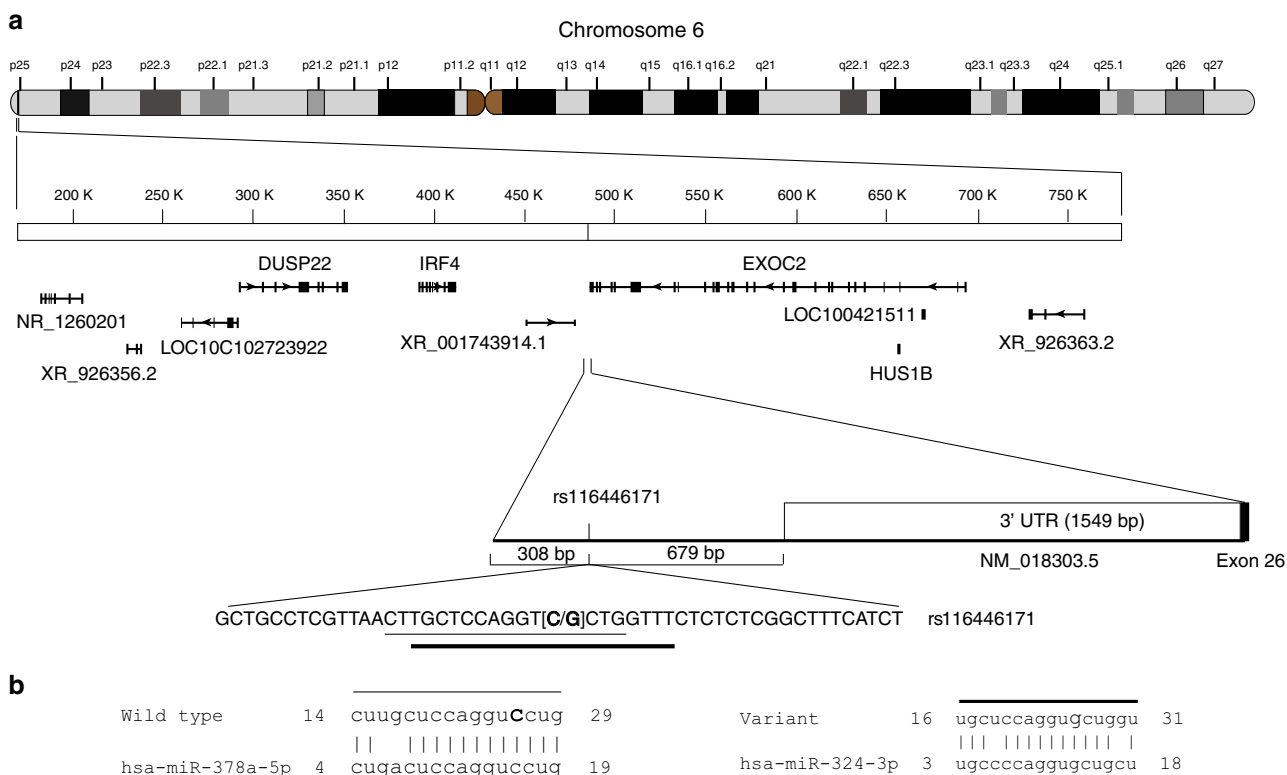 a
Chromosome 6
p25 p24 p23 p22.3 p22.1 p21.3 p21.2 p21.1 p12 p11.2 q11 q12 q13 q14 q15 q16.1 q16.2 q21 q22.1 q22.3 q23.1 q23.3 q24 q25.1 q26 q27
200 K 250 K 300 K 350 K 400 K 450 K 500 K 550 K 600 K 650 K 700 K 750 K
DUSP22 IRF4 EXOC2
NR_1260201 LOC100421511
LOC10C102723922 XR_001743914.1 XR_926363.2
XR_926356.2 HUS1B
rs116446171
3' UTR (1549 bp)
308 bp 679 bp NM_018303.5 Exon 26
GCTGCCTCGTTAACTTGCTCCAGGT[C/G]CTGGTTTCTCTCTCGGCTTTCATCT rs116446171
b
Wild type 14 cuugcuccagguCcug 29 Variant 16 ugcuccaggugcuggu 31
hsa-miR-378a-5p 4 cugacuccagguccug 19 hsa-miR-324-3p 3 ugccccaggugcugcu 18